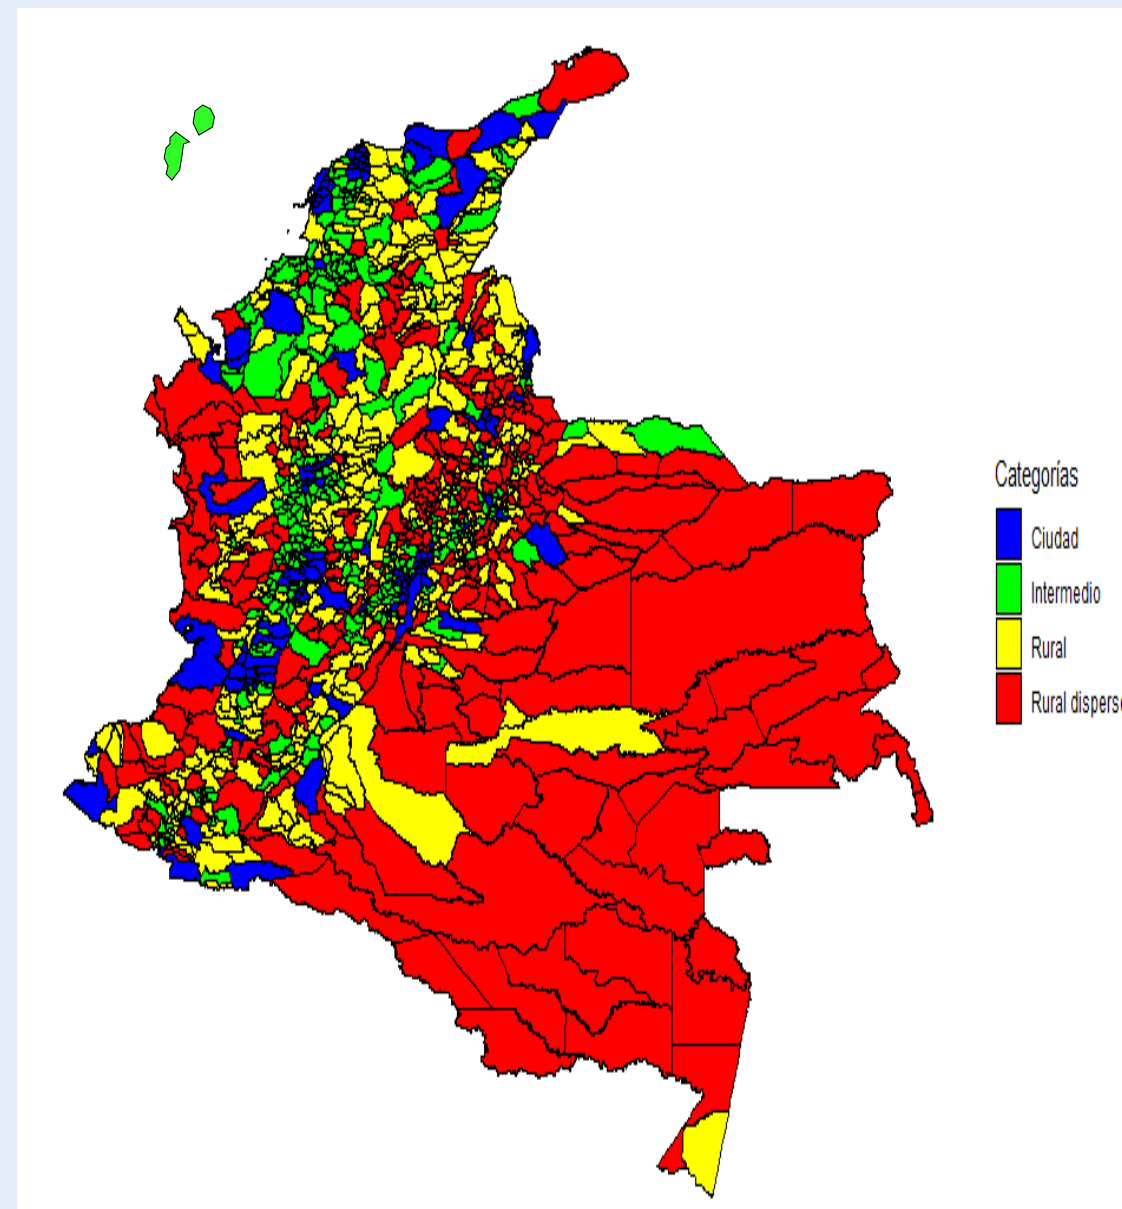 Categorías
Ciudad
Intermedio
Rural
Rural disperso